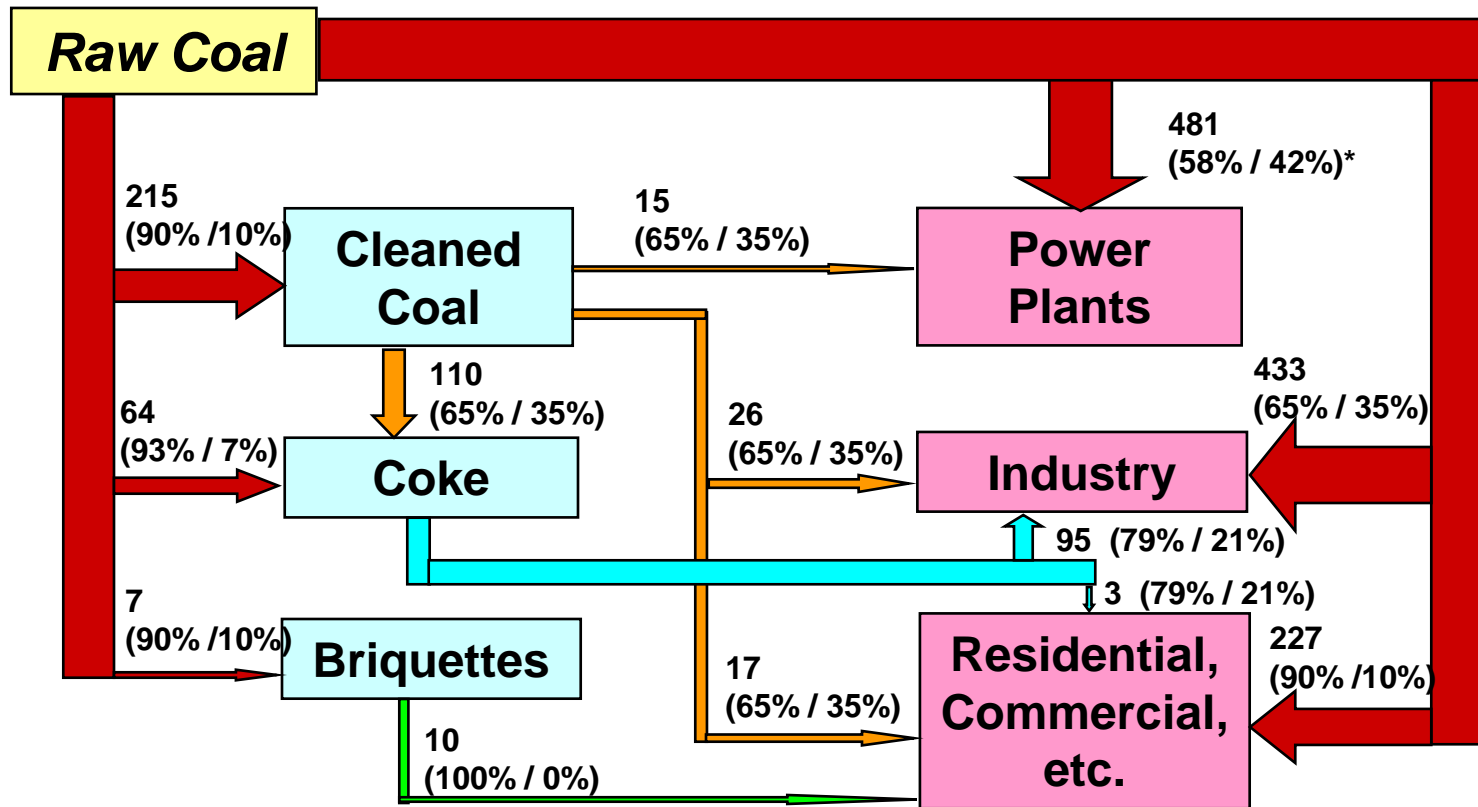 Raw Coal
481
(58% / 42%)*
215
(90% /10%)
15
(65% / 35%)
Cleaned
Coal
Power
Plants
110
(65% / 35%)
433
(65% / 35%)
64
(93% / 7%)
26
(65% / 35%)
Coke
Industry
95 (79% / 21%)
3 (79% / 21%)
7
(90% /10%)
Briquettes
17
(65% / 35%)
Residential,
Commercial,
etc.
227
(90% /10%)
10
(100% / 0%)